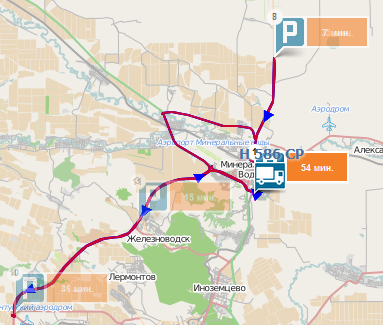 8
P 7 мин.
Аэродром
Аэропорт Минеральные воды
Н 586 СР
Минера
Алекса
Вод
54 мин.
Железноводск
Лермонтов
Иноземцево
аэродром